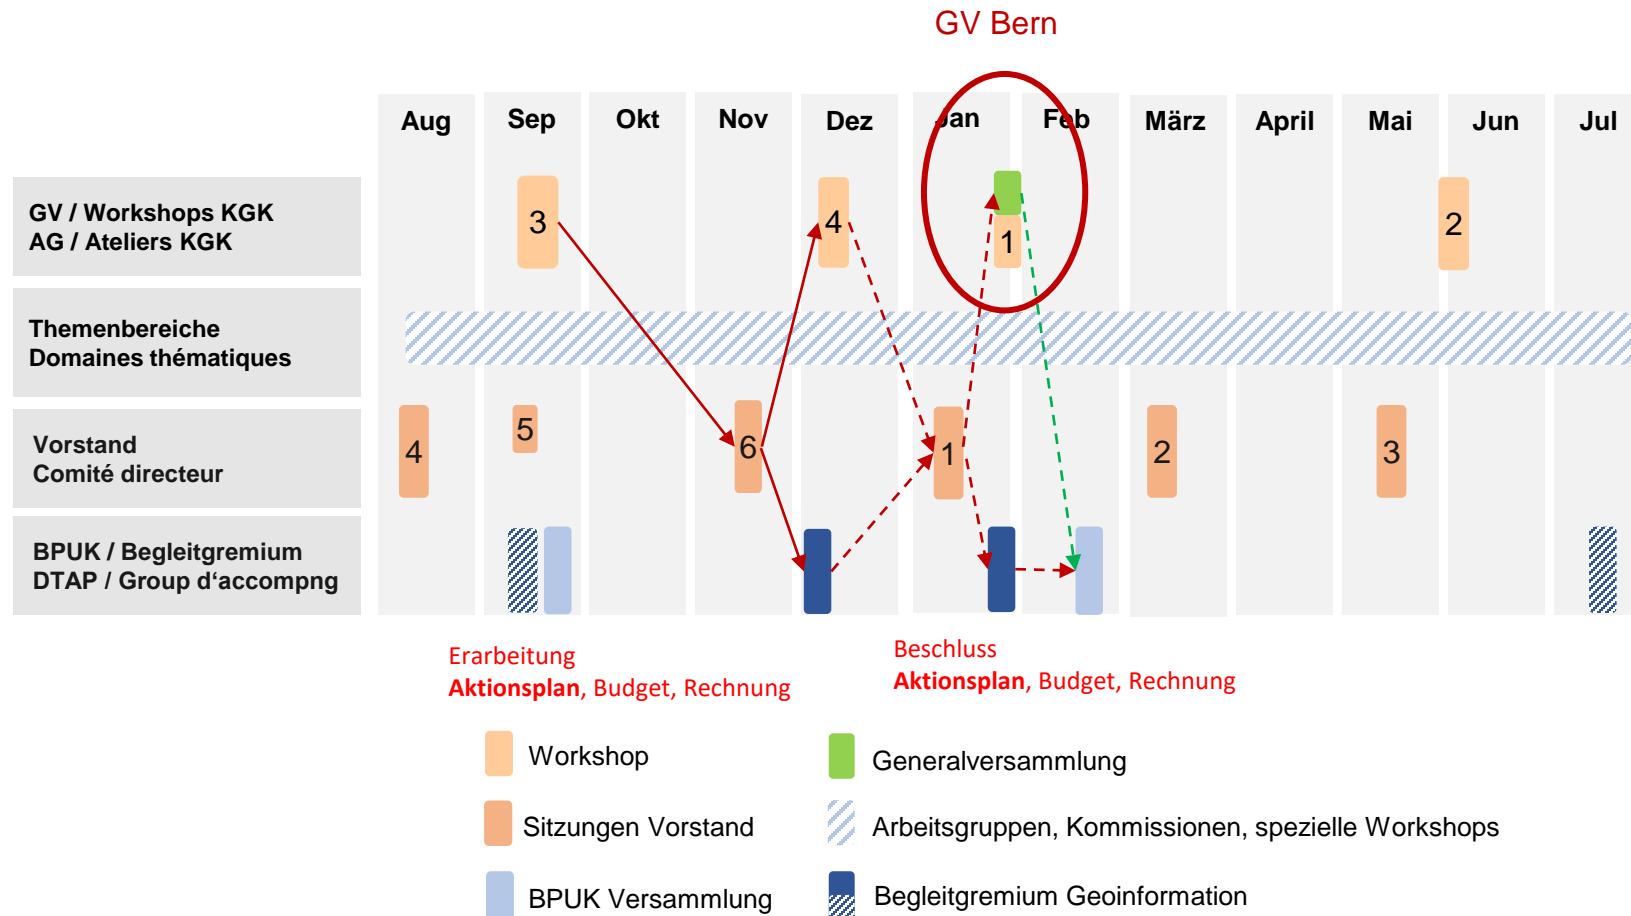 GV Bern
Aug Sep Okt Nov Dez Jan Feb März April Mai Jun Jul
GV / Workshops KGK
AG / Ateliers KGK
3 4 1 2
Themenbereiche
Domaines thématiques
Vorstand
Comité directeur
4 5 6 1 2 3
BPUK / Begleitgremium
DTAP / Group d‘accompng
Erarbeitung
Aktionsplan, Budget, Rechnung
Beschluss
Aktionsplan, Budget, Rechnung
Workshop
Generalversammlung
Sitzungen Vorstand
Arbeitsgruppen, Kommissionen, spezielle Workshops
BPUK Versammlung
Begleitgremium Geoinformation